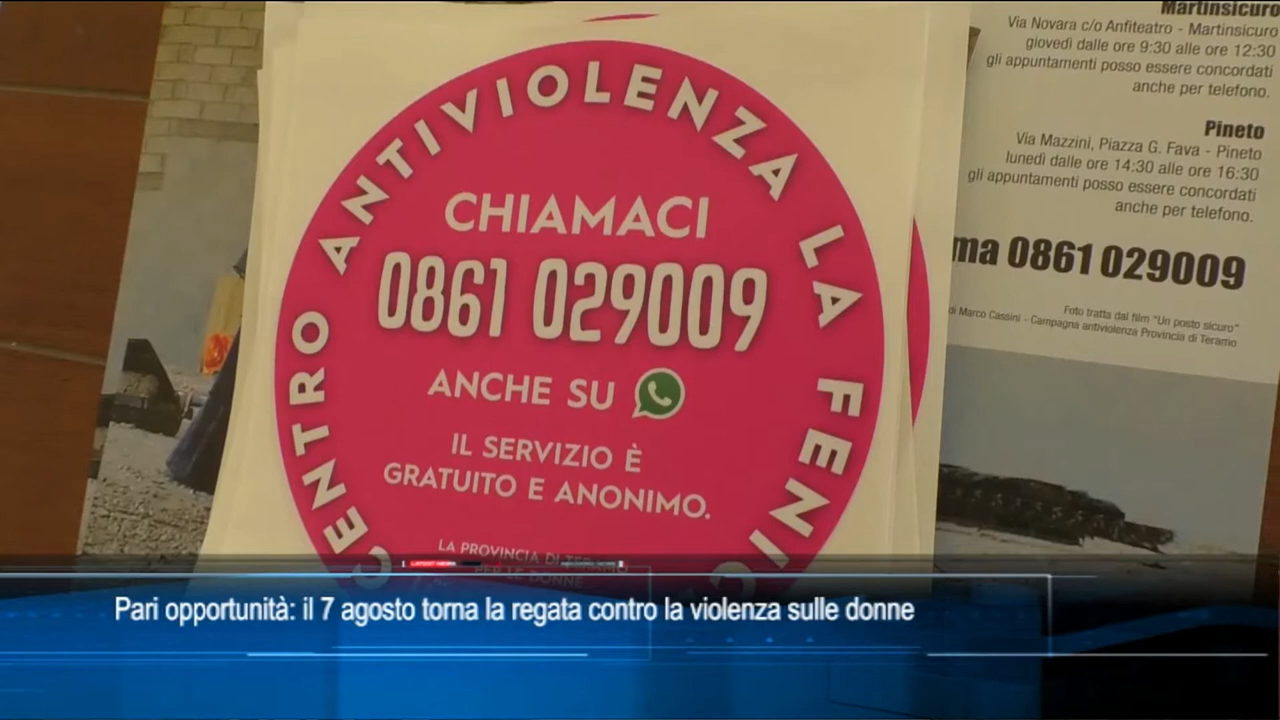 CENTRO ANTIVIOLENZA LA FENIC
CHIAMACI
0861 029009
ANCHE SU
IL SERVIZIO È
GRATUITO E ANONIMO.
LA PROVINCIA DI TERAMO
PER LE DONNE
Martinsicuro
Via Novara c/o Anfiteatro - Martinsicuro
giovedì dalle ore 9:30 alle ore 12:30
gli appuntamenti posso essere concordati
anche per telefono.
Pineto
Via Mazzini, Piazza G. Fava - Pineto
lunedì dalle ore 14:30 alle ore 16:30
gli appuntamenti posso essere concordati
anche per telefono.
ma 0861 029009
Foto tratta dal film "Un posto sicuro"
di Marco Cassini - Campagna antiviolenza Provincia di Teramo
LATEST NEWS
Pari opportunità: il 7 agosto torna la regata contro la violenza sulle donne